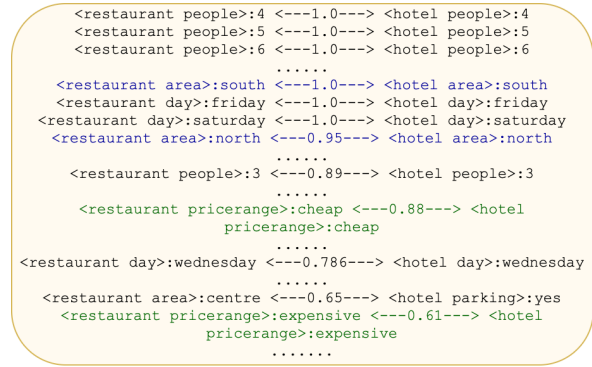 <restaurant people>:4 <---1.0---> <hotel people>:4
<restaurant people>:5 <---1.0---> <hotel people>:5
<restaurant people>:6 <---1.0---> <hotel people>:6
......
<restaurant area>:south <---1.0---> <hotel area>:south
<restaurant day>:friday <---1.0---> <hotel day>:friday
<restaurant day>:saturday <---1.0---> <hotel day>:saturday
<restaurant area>:north <---0.95---> <hotel area>:north
......
<restaurant people>:3 <---0.89---> <hotel people>:3
......
<restaurant pricerange>:cheap <---0.88---> <hotel
pricerange>:cheap
......
<restaurant day>:wednesday <---0.786---> <hotel day>:wednesday
......
<restaurant area>:centre <---0.65---> <hotel parking>:yes
<restaurant pricerange>:expensive <---0.61---> <hotel
pricerange>:expensive
.......